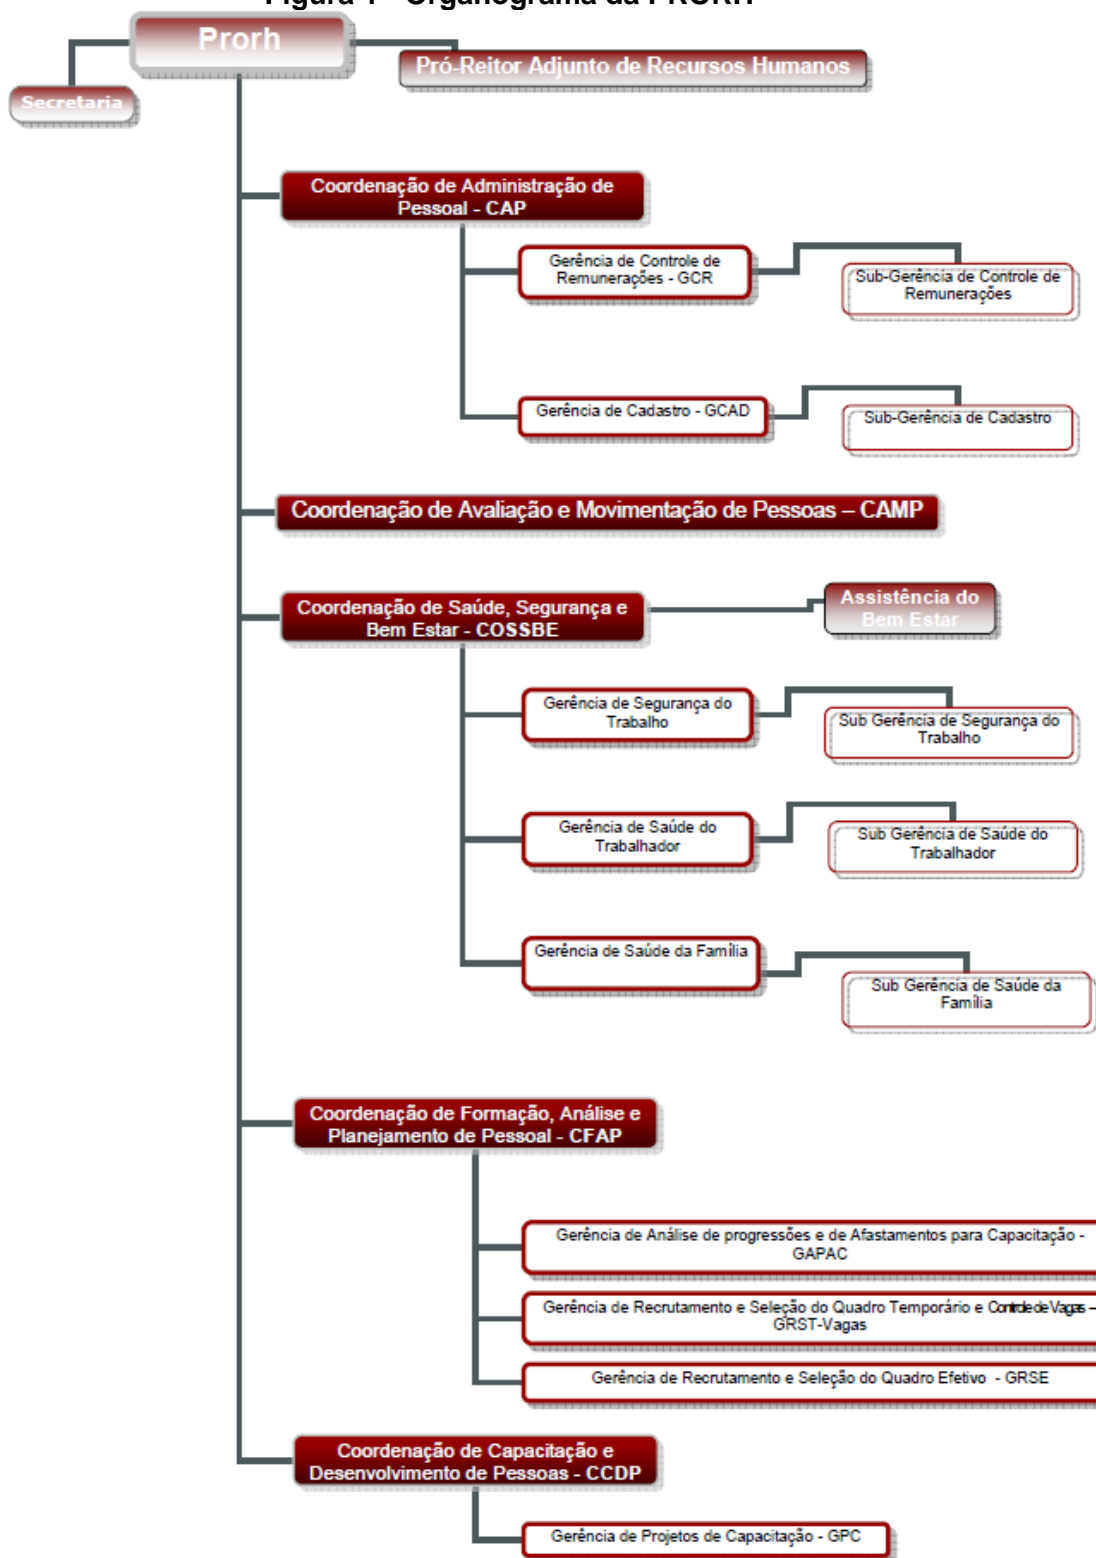 Figura 1 - Organograma da PRORH
Prorh
Pró-Reitor Adjunto de Recursos Humanos
Secretaria
Coordenação de Administração de
Pessoal - CAP
Gerência de Controle de
Remunerações - GCR
Sub-Gerência de Controle de
Remunerações
Gerência de Cadastro - GCAD
Sub-Gerência de Cadastro
Coordenação de Avaliação e Movimentação de Pessoas – CAMP
Coordenação de Saúde, Segurança e
Bem Estar - COSSBE
Assistência do
Bem Estar
Gerência de Segurança do
Trabalho
Sub Gerência de Segurança do
Trabalho
Gerência de Saúde do
Trabalhador
Sub Gerência de Saúde do
Trabalhador
Gerência de Saúde da Família
Sub Gerência de Saúde da
Família
Coordenação de Formação, Análise e
Planejamento de Pessoal - CFAP
Gerência de Análise de progressões e de Afastamentos para Capacitação -
GAPAC
Gerência de Recrutamento e Seleção do Quadro Temporário e Controle de Vagas –
GRST-Vagas
Gerência de Recrutamento e Seleção do Quadro Efetivo - GRSE
Coordenação de Capacitação e
Desenvolvimento de Pessoas - CCDP
Gerência de Projetos de Capacitação - GPC